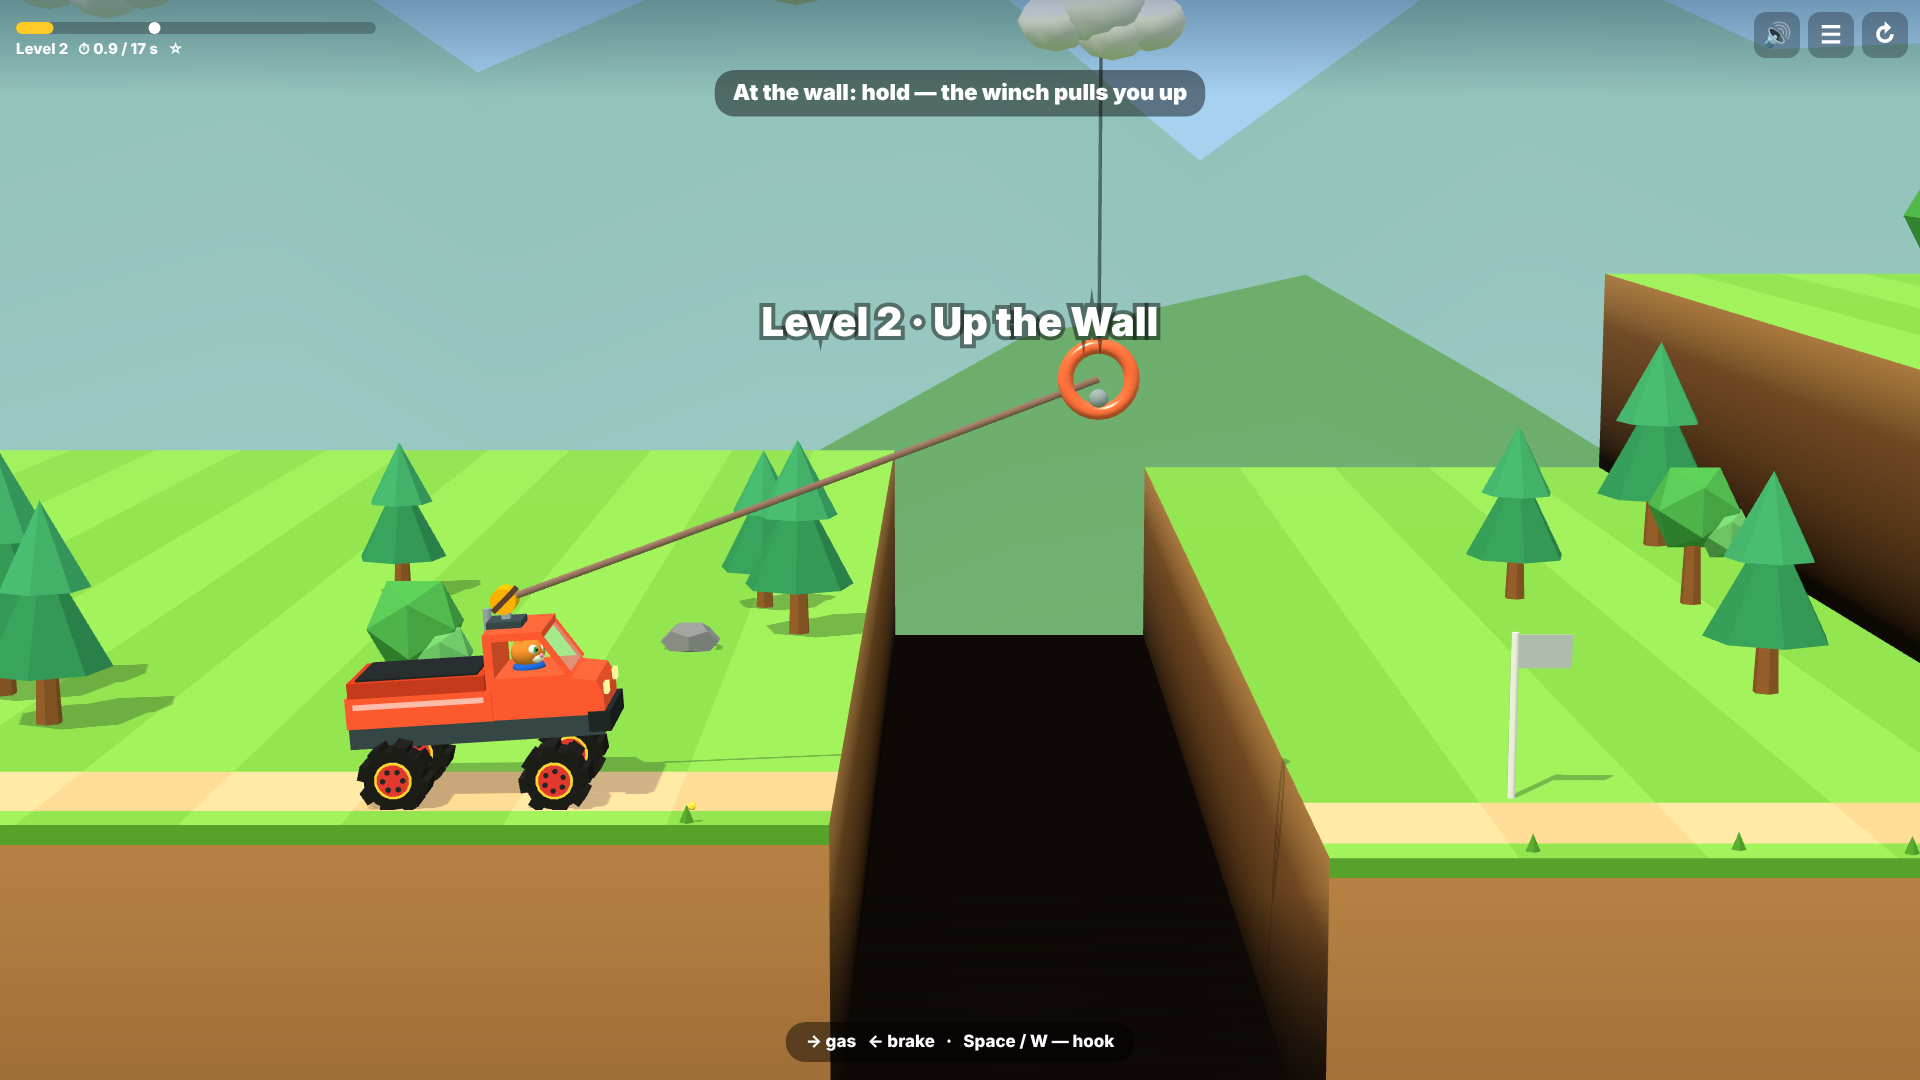 Level 2 ⏱ 0.9 / 17 s ☆
At the wall: hold — the winch pulls you up
Level 2 • Up the Wall
→ gas ← brake · Space / W — hook